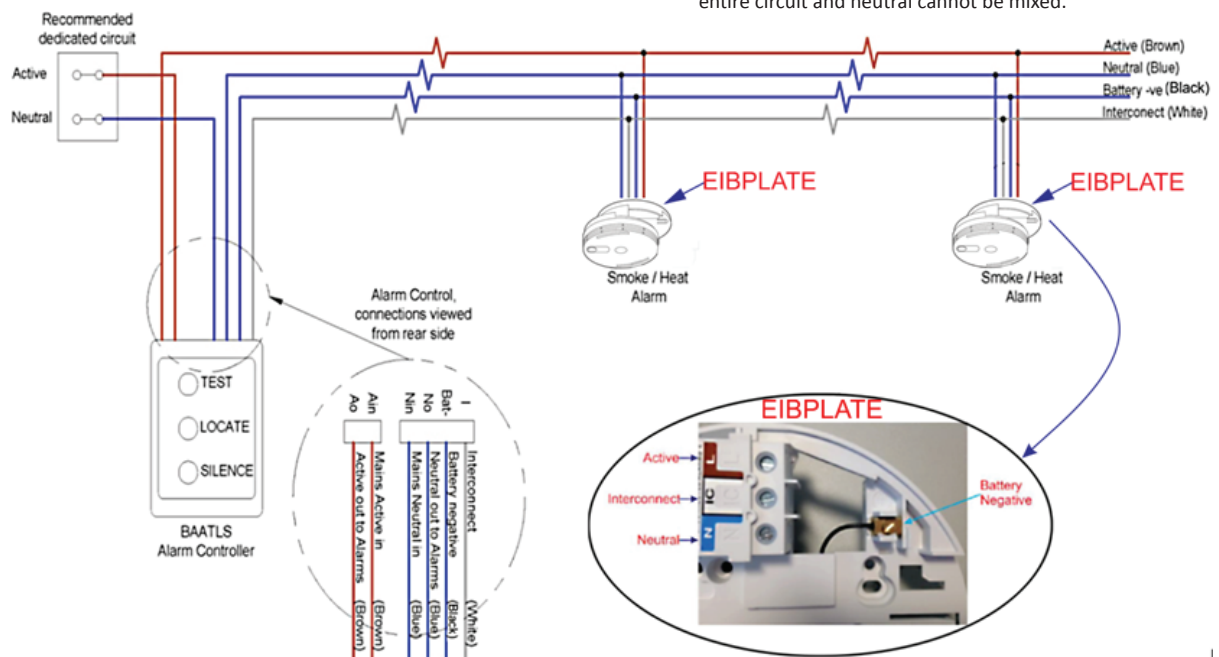 entire circuit and neutral cannot be mixed.
Recommended
dedicated circuit
Active
Neutral
Active (Brown)
Neutral (Blue)
Battery -ve (Black)
Interconect (White)
EIBPLATE
EIBPLATE
Smoke / Heat
Alarm
Smoke / Heat
Alarm
Alarm Control,
connections viewed
from rear side
TEST
LOCATE
SILENCE
BAATLS
Alarm Controller
Ao
Ain
Nin
No
Bat-
I
Active out to Alarms (Brown)
Mains Active in (Brown)
Mains Neutral in (Blue)
Neutral out to Alarms (Blue)
Battery negative (Black)
Interconnect (White)
EIBPLATE
Active
Interconnect
Neutral
L
IC
IC
N
N
Battery
Negative